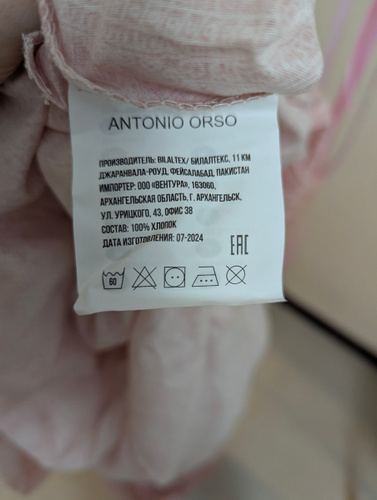 ANTONIO ORSO
ПРОИЗВОДИТЕЛЬ: BILALTEX/ БИЛАЛТЕКС, 11 КМ
ДЖАРАНВАЛА-РОУД, ФЕЙСАЛАБАД, ПАКИСТАН
ИМПОРТЕР: ООО «ВЕНТУРА», 163060,
АРХАНГЕЛЬСКАЯ ОБЛАСТЬ, Г. АРХАНГЕЛЬСК,
УЛ. УРИЦКОГО, 43, ОФИС 38
СОСТАВ: 100% ХЛОПОК
ДАТА ИЗГОТОВЛЕНИЯ: 07-2024
EAC
60